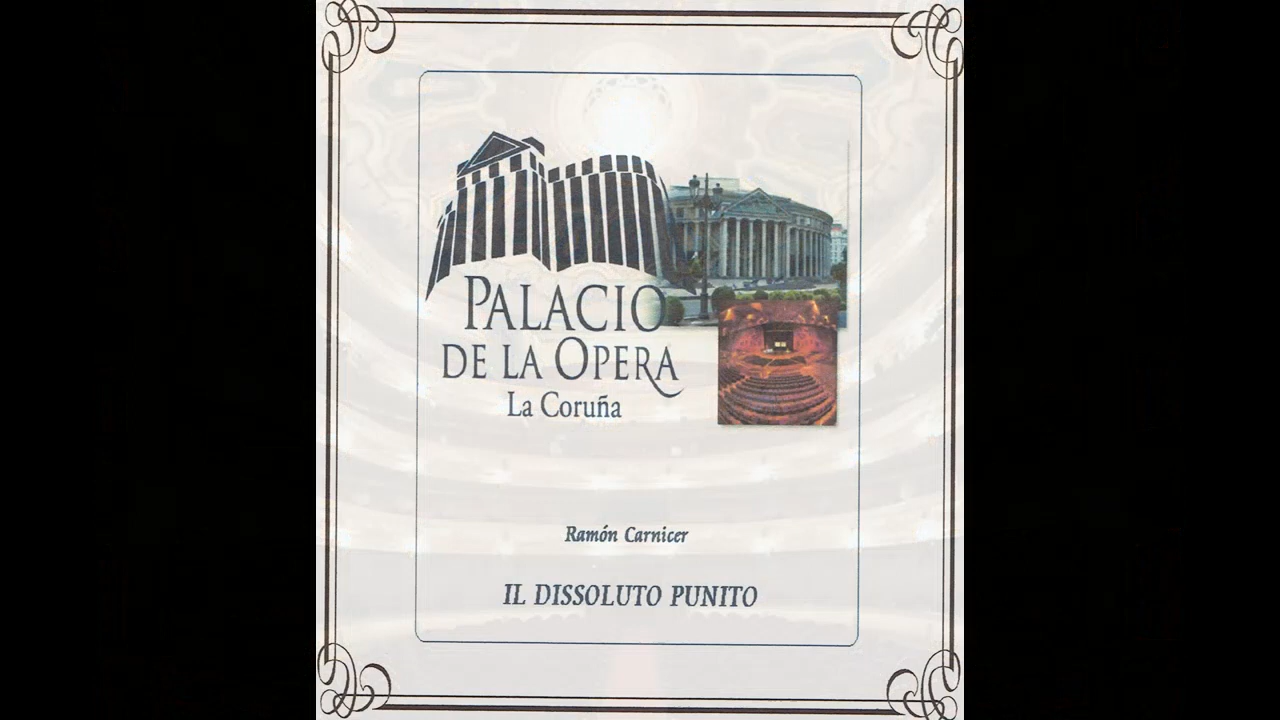 PALACIO
DE LA OPERA
La Coruña
Ramón Carnicer
IL DISSOLUTO PUNITO